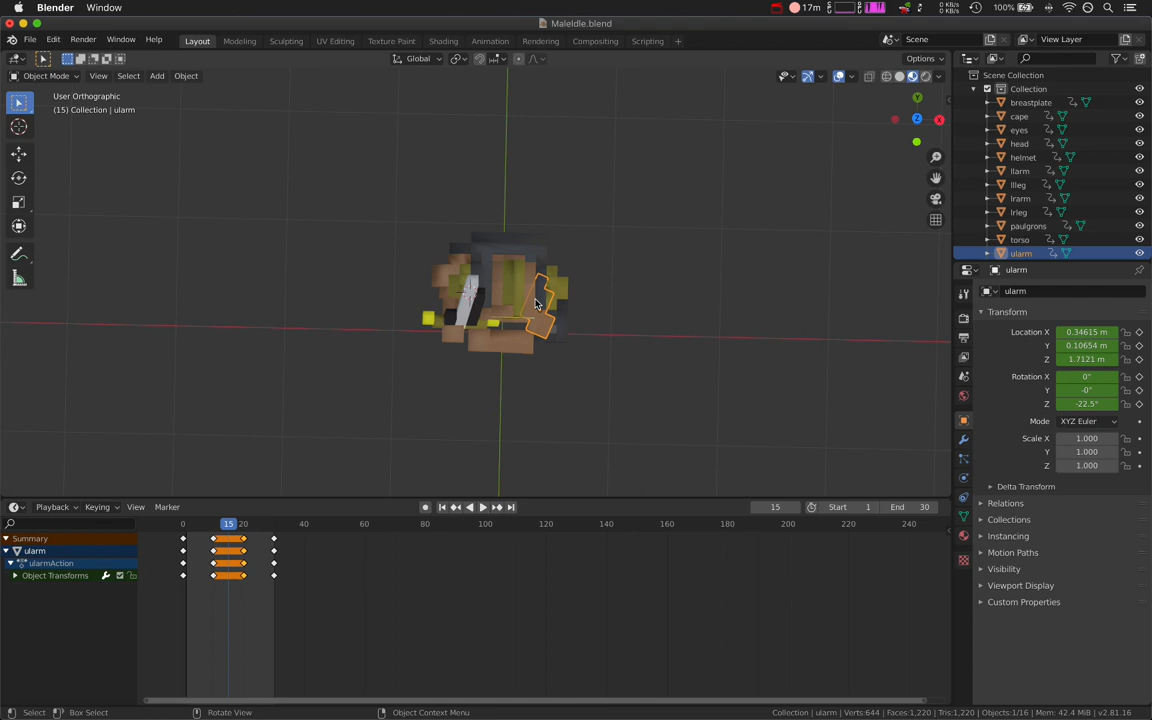 Blender Window 17m 0 KB/s 0 KB/s 100%
MaleIdle.blend
File Edit Render Window Help Layout Modeling Sculpting UV Editing Texture Paint Shading Animation Rendering Compositing Scripting + Scene View Layer
Global Options
Object Mode View Select Add Object
User Orthographic
(15) Collection | ularm
Y
Z
X
Scene Collection
Collection
breastplate
cape
eyes
head
helmet
llarm
llleg
lrarm
lrleg
paulgrons
torso
ularm
ularm
ularm
Transform
Location X 0.34615 m
Y 0.10654 m
Z 1.7121 m
Rotation X 0°
Y -0°
Z -22.5°
Mode XYZ Euler
Scale X 1.000
Y 1.000
Z 1.000
Delta Transform
Relations
Collections
Instancing
Motion Paths
Visibility
Viewport Display
Custom Properties
Playback Keying View Marker 15 Start 1 End 30
0 15 20 40 60 80 100 120 140 160 180 200 220 240
Summary
ularm
ularmAction
Object Transforms
Select Box Select Rotate View Object Context Menu Collection | ularm | Verts:644 | Faces:1,220 | Tris:1,220 | Objects:1/16 | Mem: 42.4 MiB | v2.81.16